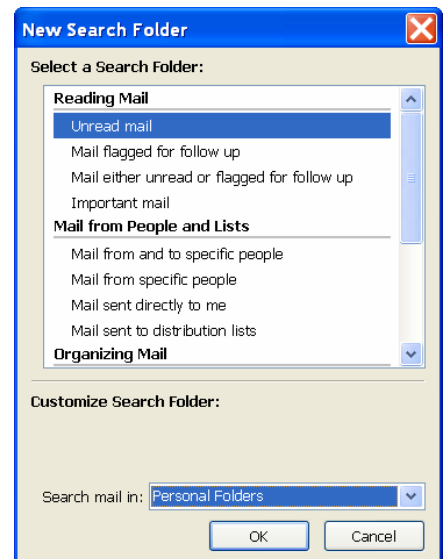 New Search Folder
Select a Search Folder:
Reading Mail
Unread mail
Mail flagged for follow up
Mail either unread or flagged for follow up
Important mail
Mail from People and Lists
Mail from and to specific people
Mail from specific people
Mail sent directly to me
Mail sent to distribution lists
Organizing Mail
Customize Search Folder:
Search mail in: Personal Folders
OK Cancel